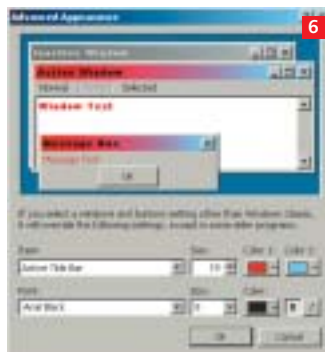 Advanced Appearance
6
Inactive Window
Active Window
Normal Selected
Window Text
Message Box
Message Text
OK
If you select a windows and buttons setting other than Windows Classic,
it will override the following settings, except in some older programs.
Item: Size: Color 1: Color 2:
Active Title Bar
Font: Size: Color:
Arial Black 8 B I
OK Cancel